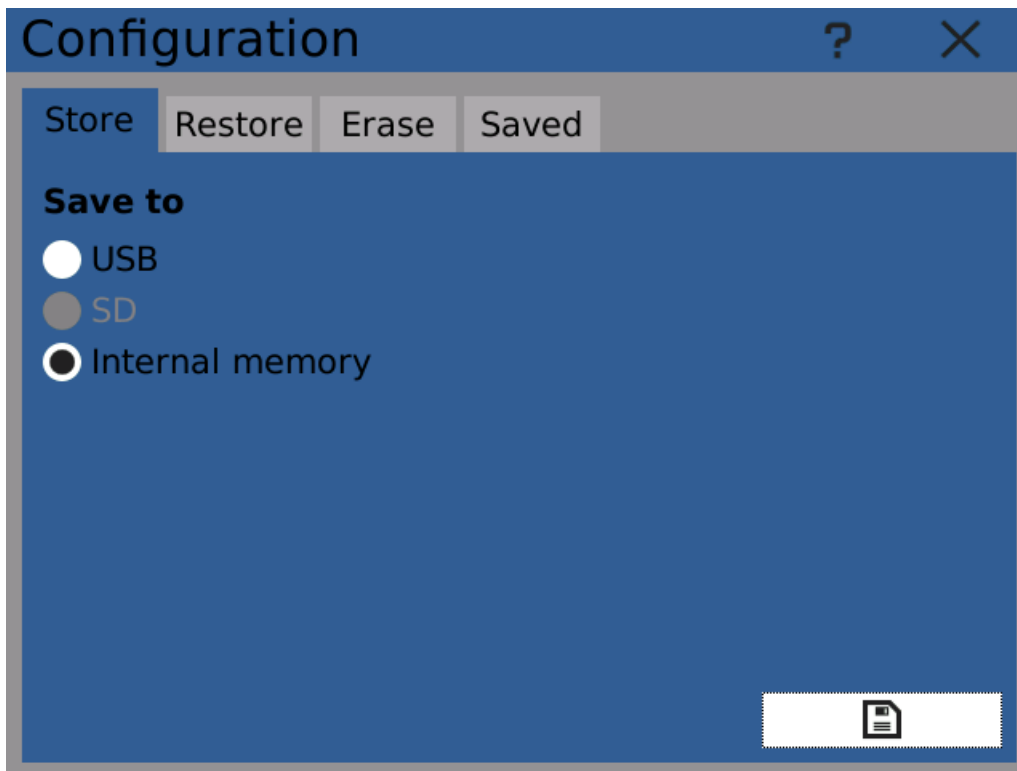 Configuration ?
Store Restore Erase Saved
Save to
USB
SD
Internal memory